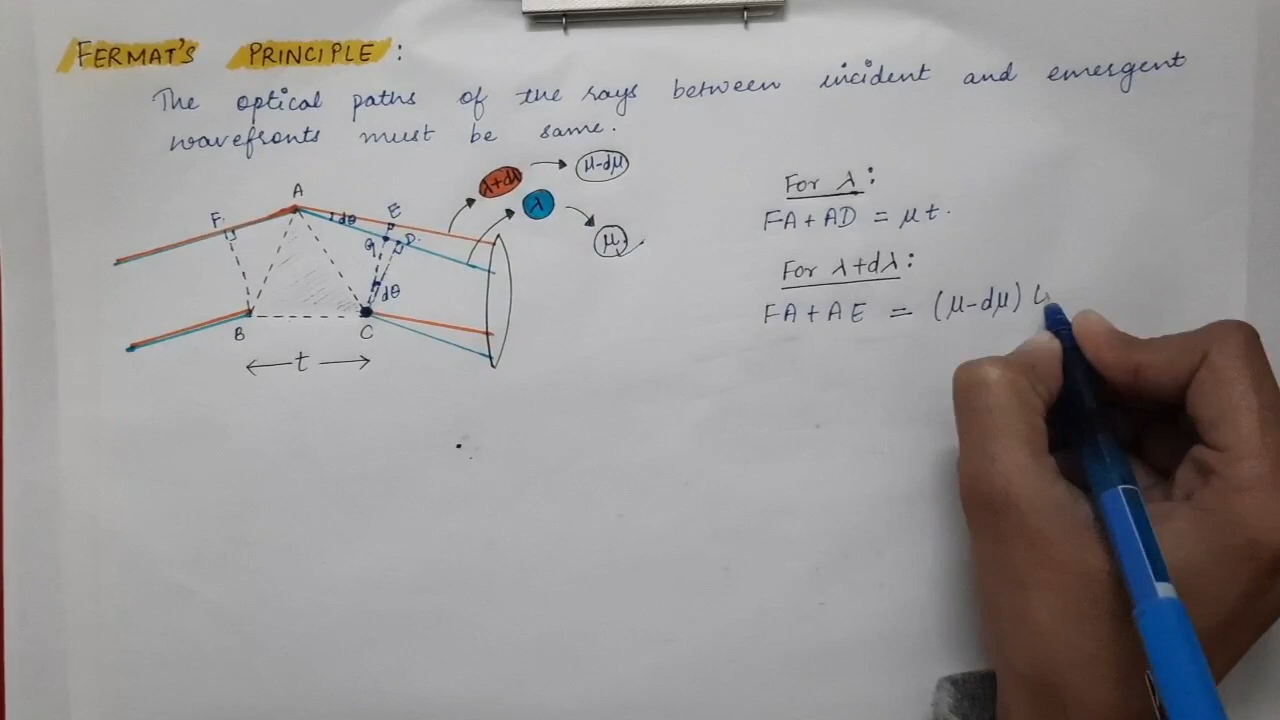 FERMAT'S PRINCIPLE :
The optical paths of the rays between incident and emergent
wavefronts must be same.
λ+dλ → μ-dμ
λ → μ
A
F
dθ
E
G
D
dθ
B
C
t
For λ :
FA + AD = μt.
For λ+dλ :
FA + AE = (μ-dμ)